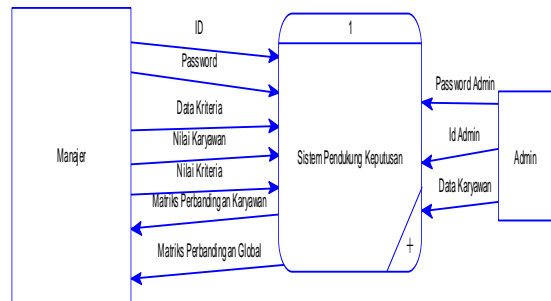 ID
1
Password
Password Admin
Data Kriteria
Nilai Karyawan
Id Admin
Manajer
Sistem Pendukung Keputusan
Admin
Nilai Kriteria
Data Karyawan
Matriks Perbandingan Karyawan
Matriks Perbandingan Global
+